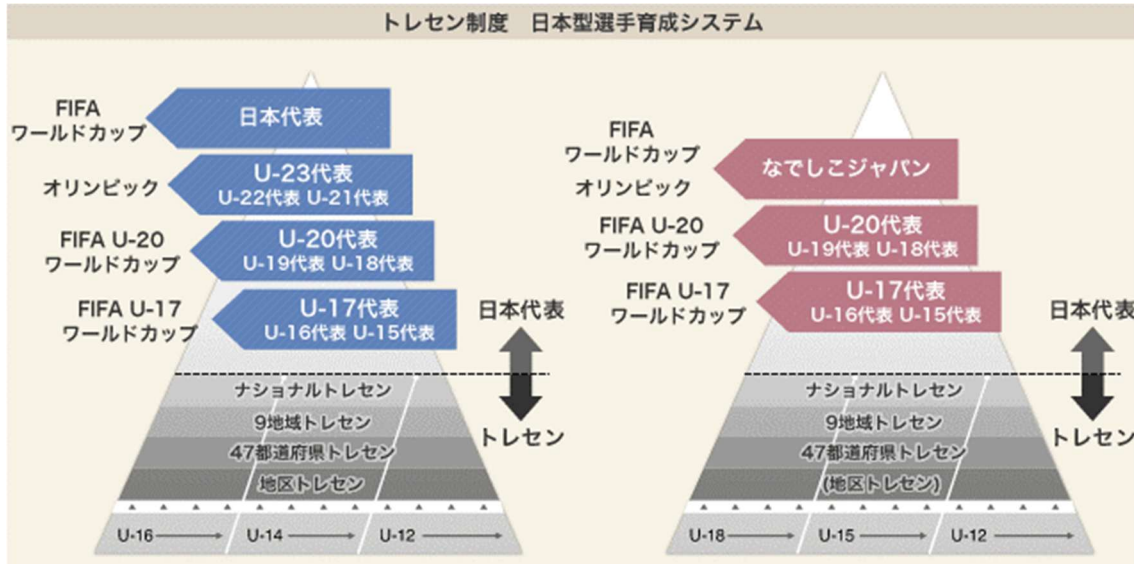 トレセン制度　日本型選手育成システム
FIFA
ワールドカップ
日本代表
オリンピック
U-23代表
U-22代表 U-21代表
FIFA U-20
ワールドカップ
U-20代表
U-19代表 U-18代表
FIFA U-17
ワールドカップ
U-17代表
U-16代表 U-15代表
日本代表
トレセン
ナショナルトレセン
9地域トレセン
47都道府県トレセン
地区トレセン
U-16
U-14
U-12
FIFA
ワールドカップ
オリンピック
なでしこジャパン
FIFA U-20
ワールドカップ
U-20代表
U-19代表 U-18代表
FIFA U-17
ワールドカップ
U-17代表
U-16代表 U-15代表
日本代表
トレセン
ナショナルトレセン
9地域トレセン
47都道府県トレセン
(地区トレセン)
U-18
U-15
U-12